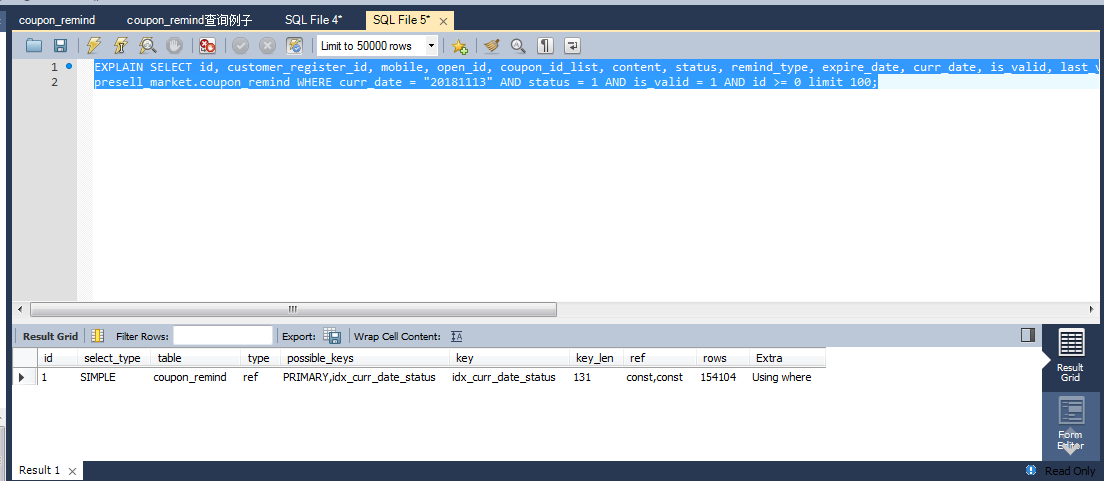 coupon_remind coupon_remind查询例子 SQL File 4* SQL File 5*
Limit to 50000 rows
1 EXPLAIN SELECT id, customer_register_id, mobile, open_id, coupon_id_list, content, status, remind_type, expire_date, curr_date, is_valid,
2 presell_market.coupon_remind WHERE curr_date = "20181113" AND status = 1 AND is_valid = 1 AND id >= 0 limit 100;
Result Grid Filter Rows: Export: Wrap Cell Content:
id select_type table type possible_keys key key_len ref rows Extra
1 SIMPLE coupon_remind ref PRIMARY,idx_curr_date_status idx_curr_date_status 131 const,const 154104 Using where
Result
Grid
Form
Editor
Result 1 Read Only